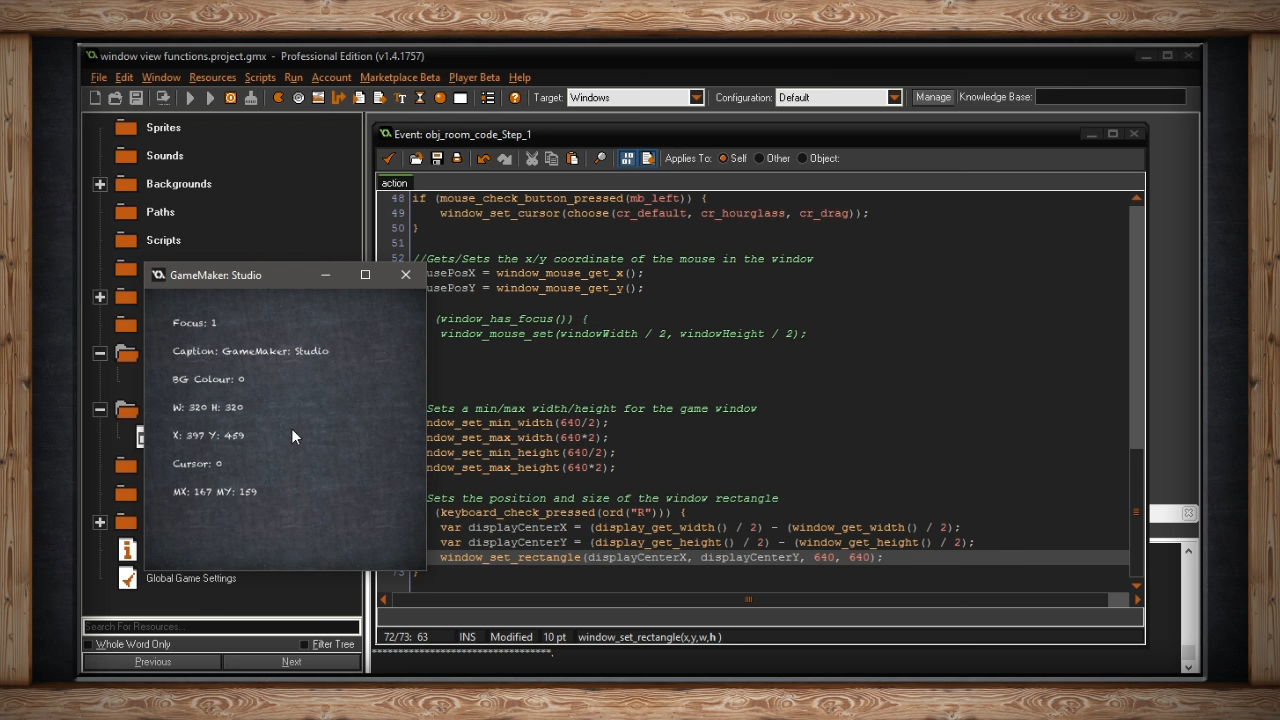 window view functions.project.gmx - Professional Edition (v1.4.1757)
File Edit Window Resources Scripts Run Account Marketplace Beta Player Beta Help
Target: Windows Configuration: Default Manage Knowledge Base:
Sprites
Sounds
Backgrounds
Paths
Scripts
Global Game Settings
Search For Resources...
Whole Word Only Filter Tree
Previous Next
GameMaker: Studio
Focus: 1
Caption: GameMaker: Studio
BG Colour: 0
W: 320 H: 320
X: 397 Y: 459
Cursor: 0
MX: 167 MY: 159
Event: obj_room_code_Step_1
Applies To: Self Other Object:
action
48 if (mouse_check_button_pressed(mb_left)) {
49 window_set_cursor(choose(cr_default, cr_hourglass, cr_drag));
50 }
51
52 //Gets/Sets the x/y coordinate of the mouse in the window
usePosX = window_mouse_get_x();
usePosY = window_mouse_get_y();
(window_has_focus()) {
window_mouse_set(windowWidth / 2, windowHeight / 2);
Sets a min/max width/height for the game window
ndow_set_min_width(640/2);
ndow_set_max_width(640*2);
ndow_set_min_height(640/2);
ndow_set_max_height(640*2);
Sets the position and size of the window rectangle
(keyboard_check_pressed(ord("R"))) {
var displayCenterX = (display_get_width() / 2) - (window_get_width() / 2);
var displayCenterY = (display_get_height() / 2) - (window_get_height() / 2);
window_set_rectangle(displayCenterX, displayCenterY, 640, 640);
73 }
72/73: 63 INS Modified 10 pt window_set_rectangle(x,y,w,h )